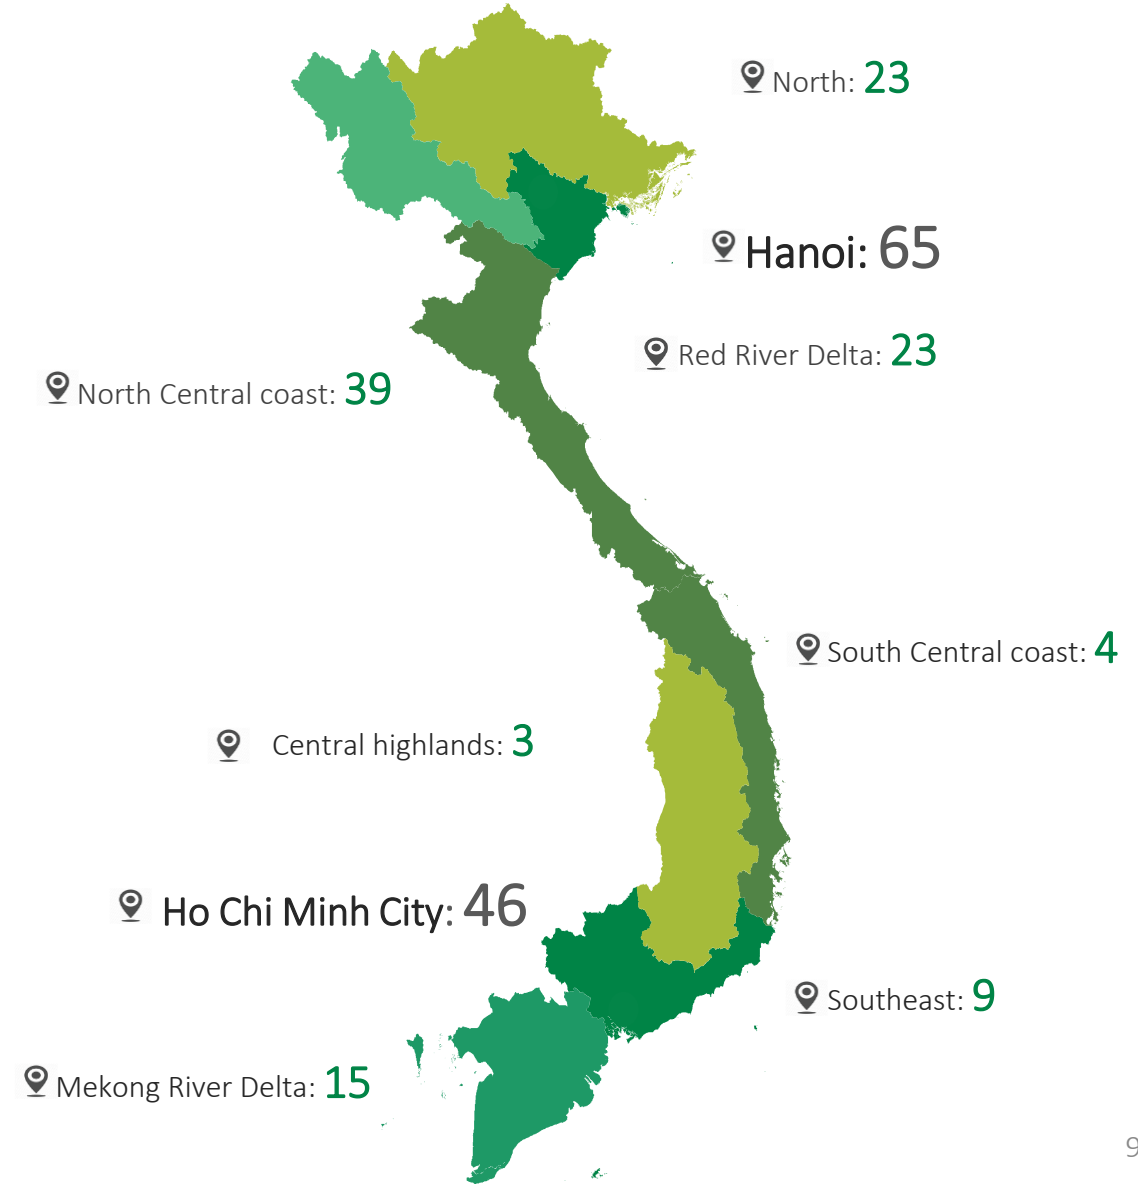 North: 23
Hanoi: 65
Red River Delta: 23
North Central coast: 39
South Central coast: 4
Central highlands: 3
Ho Chi Minh City: 46
Southeast: 9
Mekong River Delta: 15
9